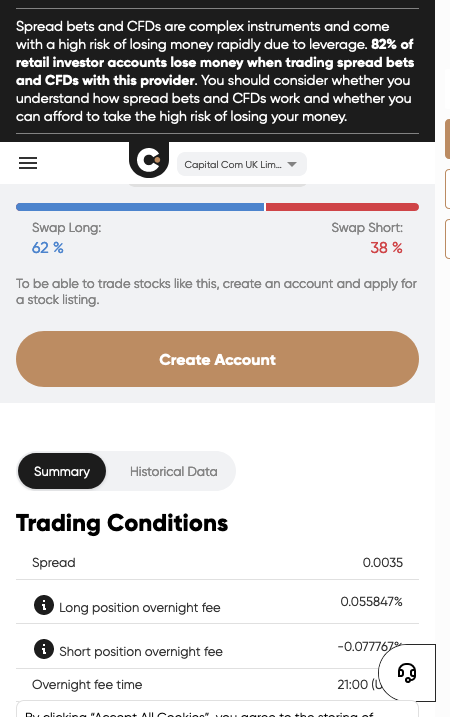 Spread bets and CFDs are complex instruments and come
with a high risk of losing money rapidly due to leverage. 82% of
retail investor accounts lose money when trading spread bets
and CFDs with this provider. You should consider whether you
understand how spread bets and CFDs work and whether you
can afford to take the high risk of losing your money.
Capital Com UK Lim...
Swap Long:
Swap Short:
62 %
38 %
To be able to trade stocks like this, create an account and apply for
a stock listing.
Create Account
Summary
Historical Data
Trading Conditions
Spread
0.0035
Long position overnight fee
0.055847%
Short position overnight fee
-0.077767%
Overnight fee time
21:00 (U
By clicking "Accept All Cookies", you agree to the storing of